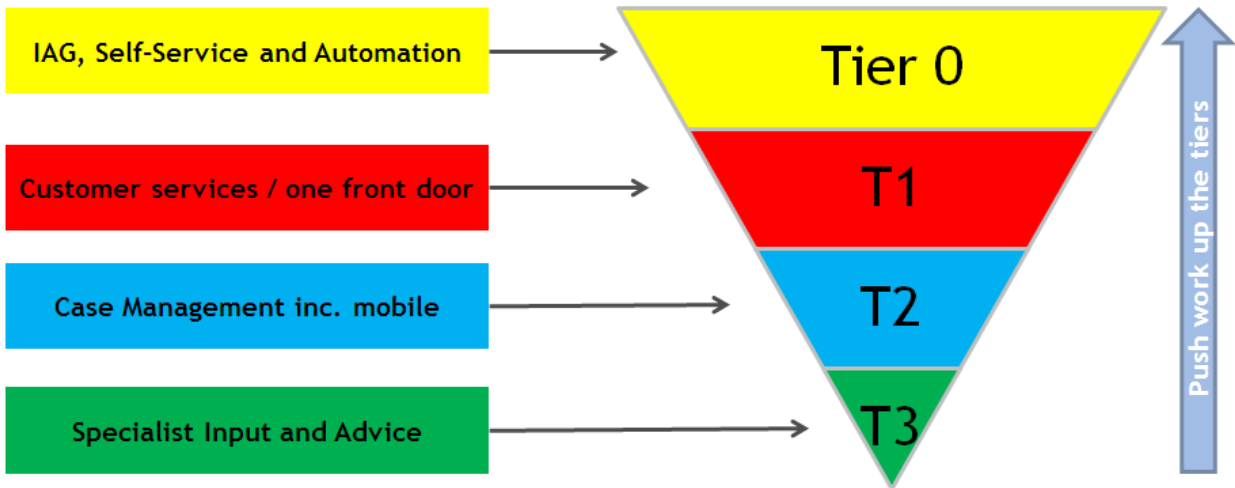 IAG, Self-Service and Automation
Tier 0
Customer services / one front door
T1
Case Management inc. mobile
T2
Specialist Input and Advice
T3
Push work up the tiers